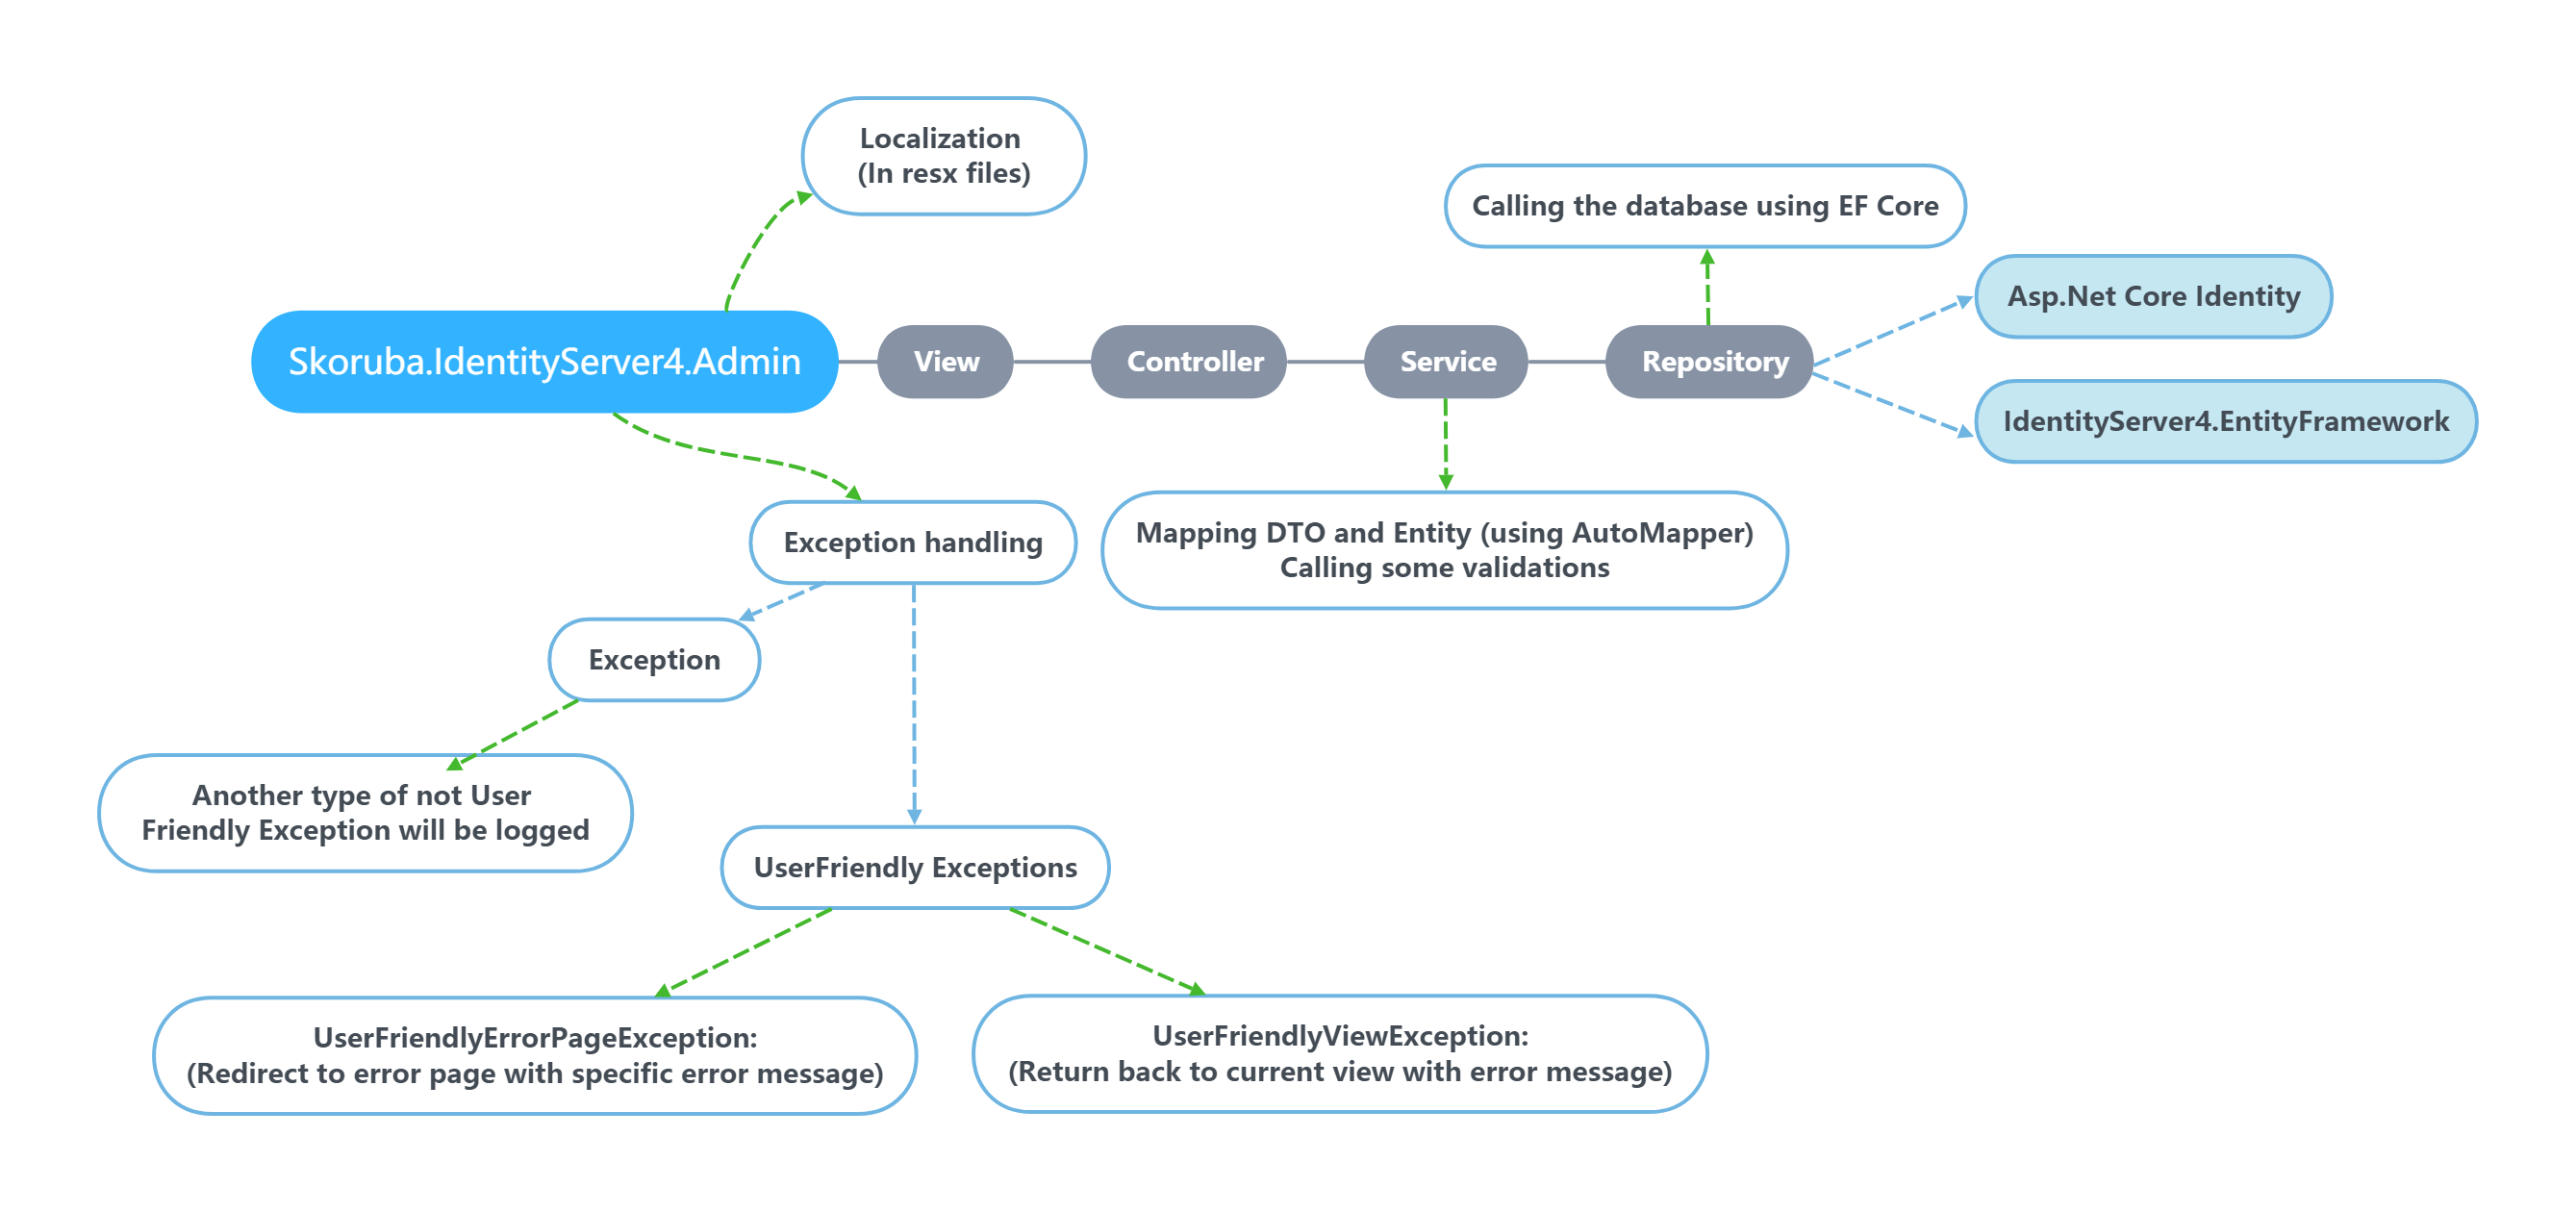 Localization
(In resx files)
Calling the database using EF Core
Asp.Net Core Identity
Skoruba.IdentityServer4.Admin
View
Controller
Service
Repository
IdentityServer4.EntityFramework
Exception handling
Mapping DTO and Entity (using AutoMapper)
Calling some validations
Exception
Another type of not User
Friendly Exception will be logged
UserFriendly Exceptions
UserFriendlyErrorPageException:
(Redirect to error page with specific error message)
UserFriendlyViewException:
(Return back to current view with error message)